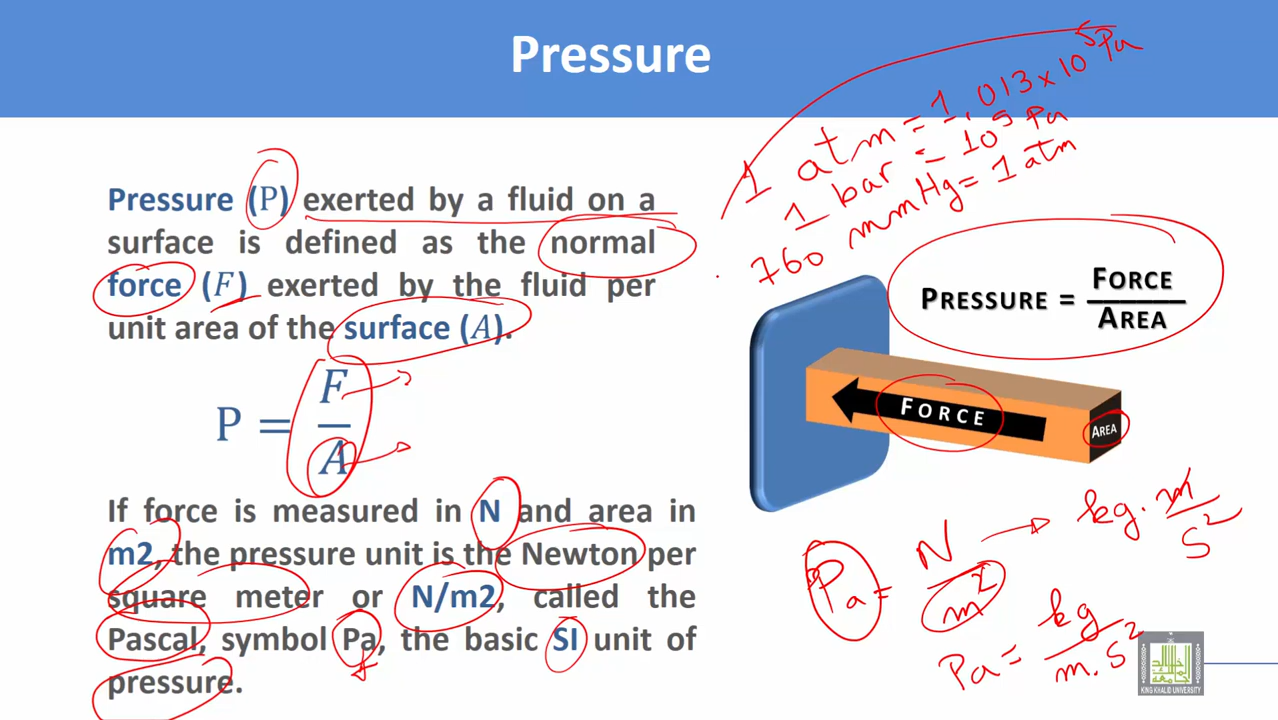 Pressure
Pressure (P) exerted by a fluid on a
surface is defined as the normal
force (F) exerted by the fluid per
unit area of the surface (A).
P = F
A
If force is measured in N and area in
m2, the pressure unit is the Newton per
square meter or N/m2, called the
Pascal, symbol Pa, the basic SI unit of
pressure.
1 atm = 1,013 x 10^5 Pa
1 bar = 10^5 Pa
760 mmHg = 1 atm
PRESSURE = FORCE
AREA
FORCE
AREA
Pa = N / m² → kg. m / s²
Pa = kg / m.s²
KING KHALID UNIVERSITY